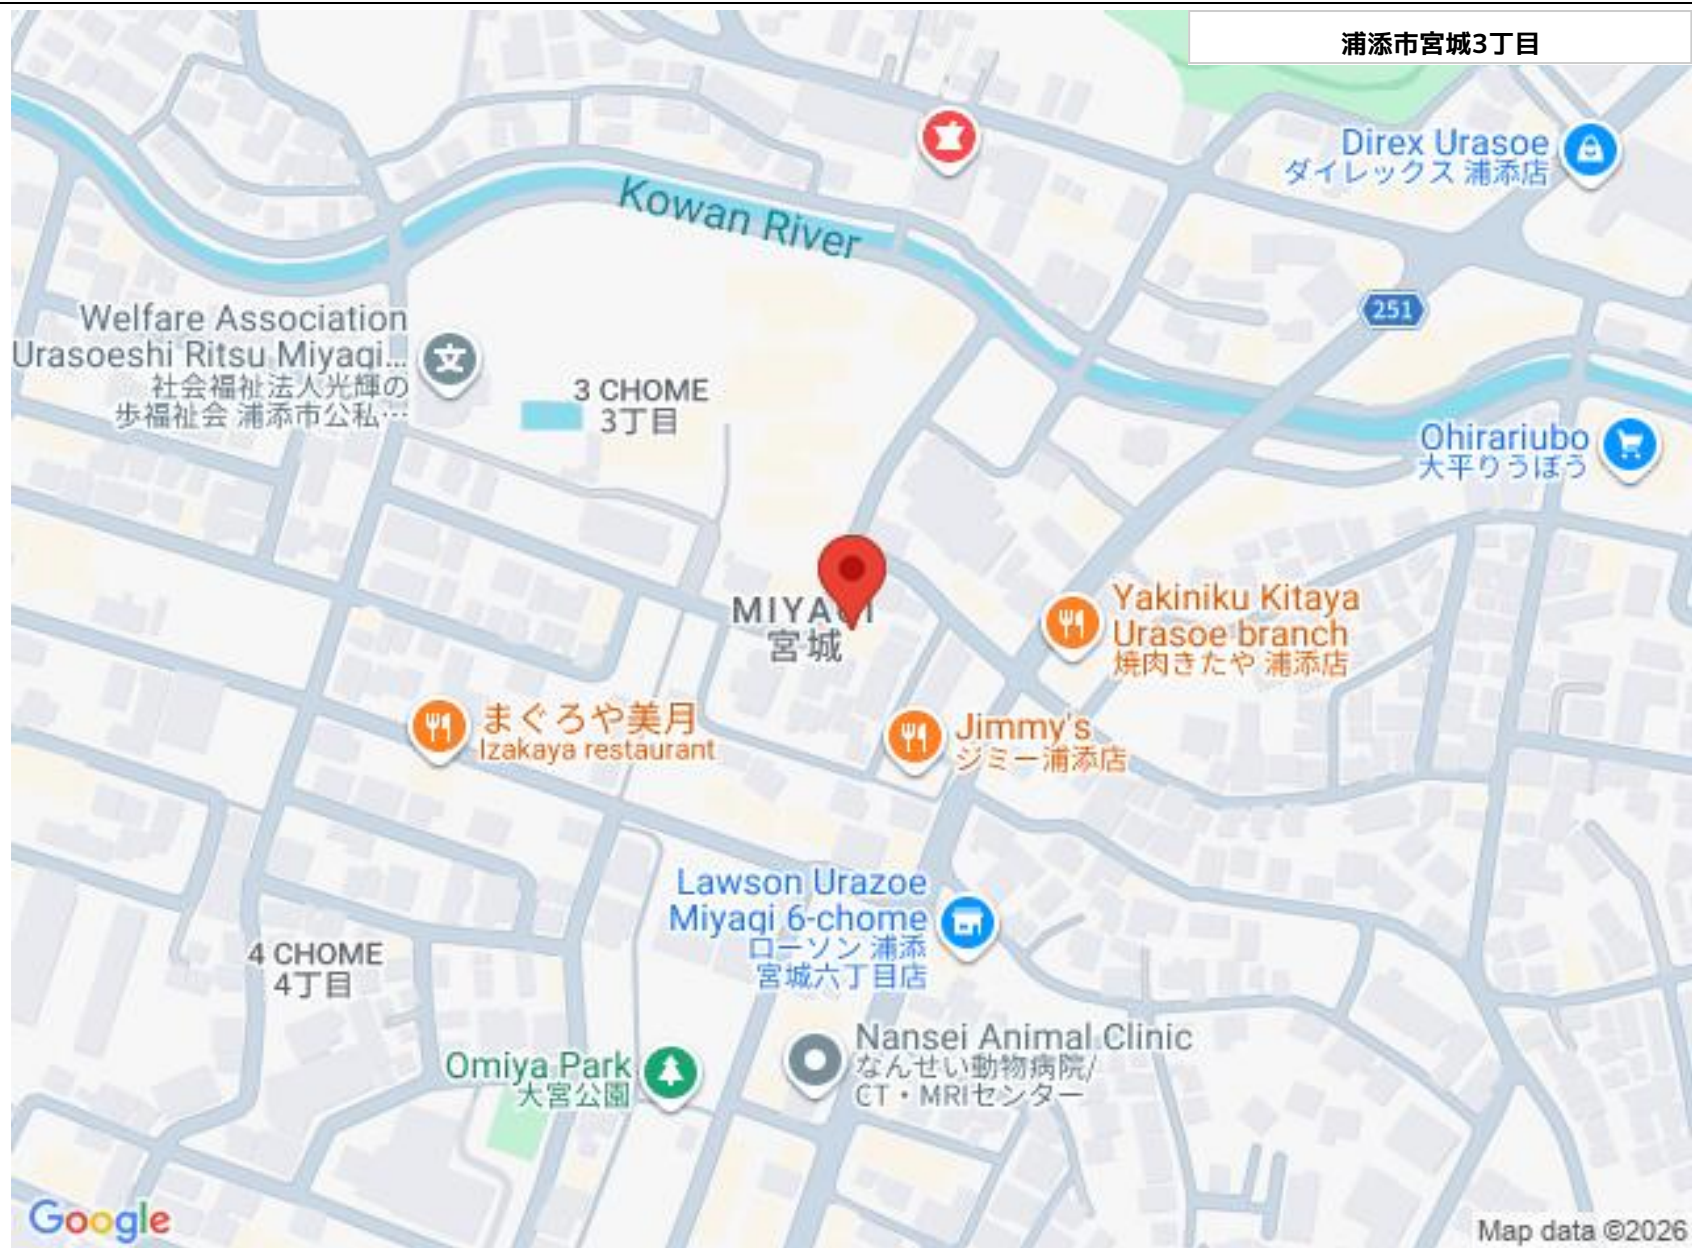 浦添市宮城3丁目
Direx Urasoe
ダイレックス 浦添店
Kowan River
251
Welfare Association
Urasoeshi Ritsu Miyagi...
社会福祉法人光輝の
歩福祉会 浦添市公私…
文
3 CHOME
3丁目
Ohirariubo
大平りうぼう
MIYAGI
宮城
Yakiniku Kitaya
Urasoe branch
焼肉きたや 浦添店
まぐろや美月
Izakaya restaurant
Jimmy's
ジミー浦添店
Lawson Urazoe
Miyagi 6-chome
ローソン 浦添
宮城六丁目店
4 CHOME
4丁目
Nansei Animal Clinic
なんせい動物病院/
CT・MRIセンター
Omiya Park
大宮公園
Google
Map data ©2026